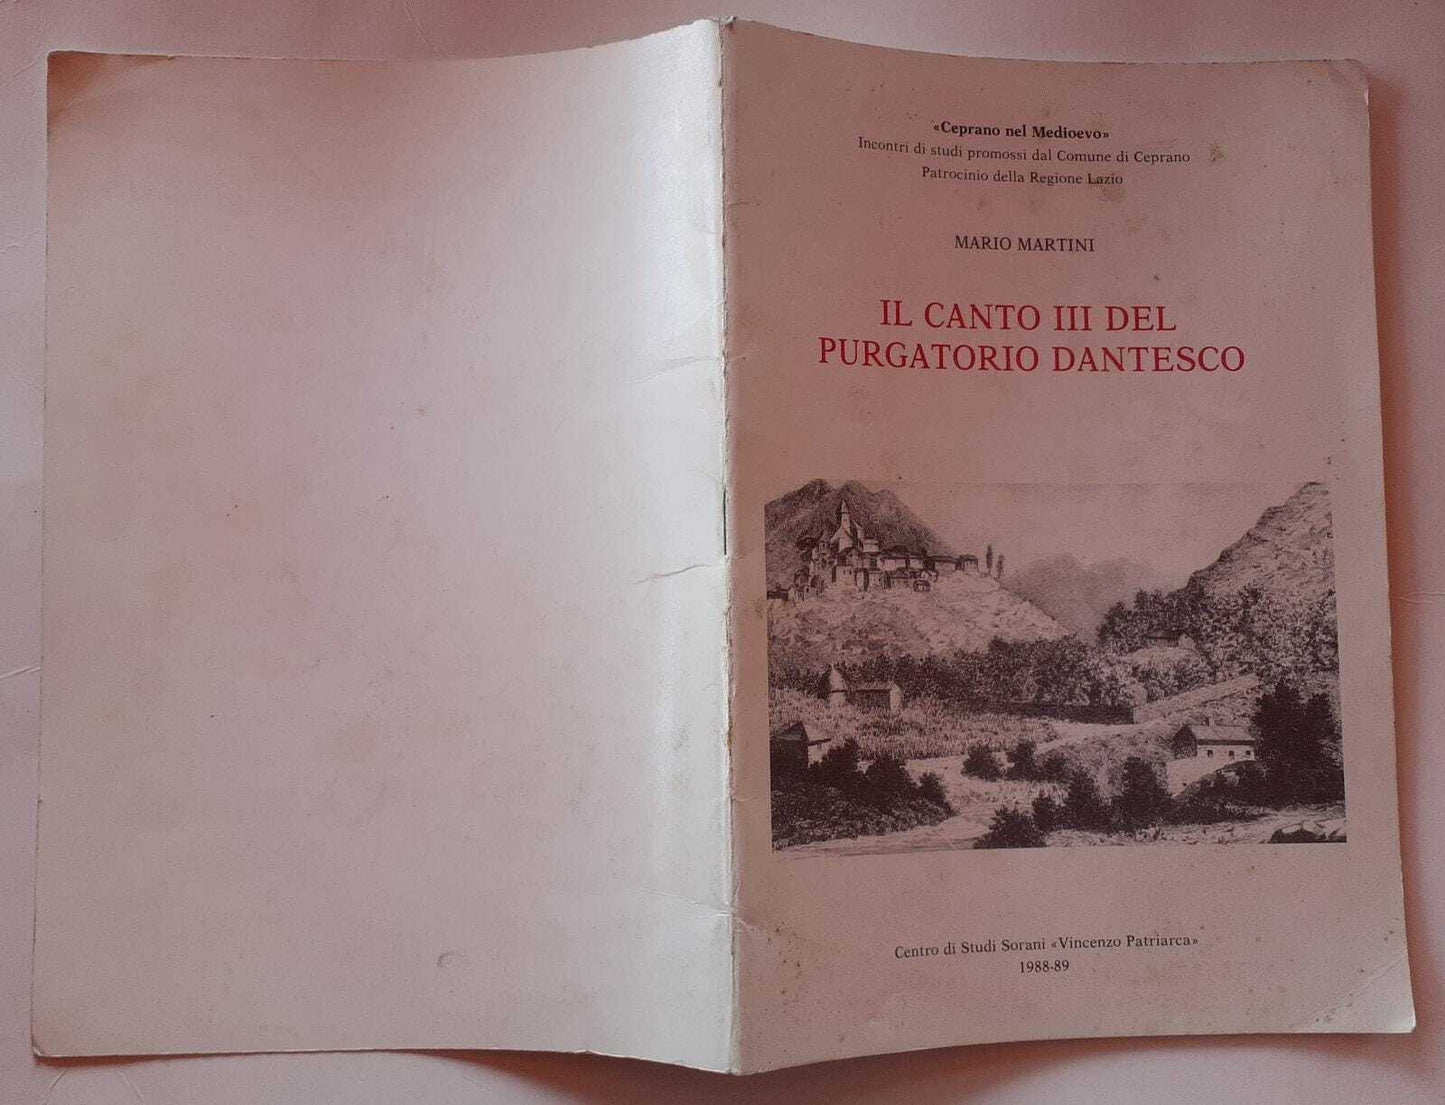 «Ceprano nel Medioevo»
Incontri di studi promossi dal Comune di Ceprano
Patrocinio della Regione Lazio
MARIO MARTINI
IL CANTO III DEL
PURGATORIO DANTESCO
Centro di Studi Sorani «Vincenzo Patriarca»
1988-89